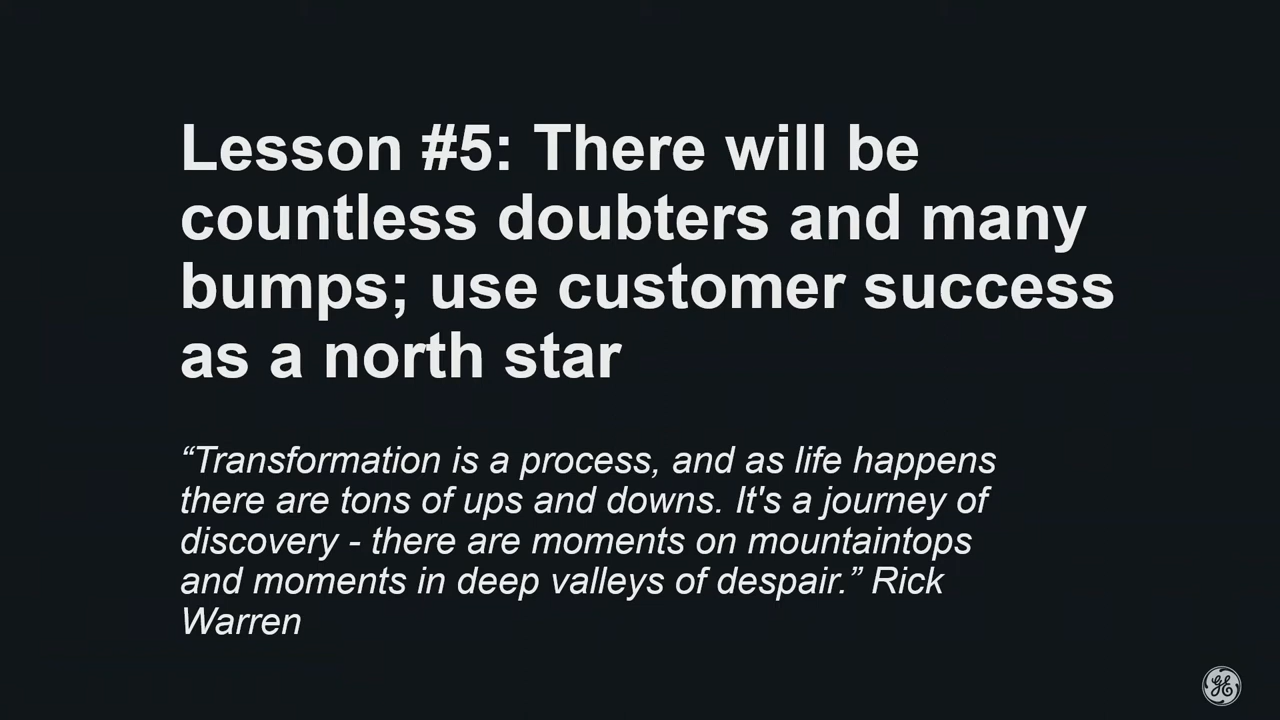 Lesson #5: There will be
countless doubters and many
bumps; use customer success
as a north star
“Transformation is a process, and as life happens
there are tons of ups and downs. It's a journey of
discovery - there are moments on mountaintops
and moments in deep valleys of despair.” Rick
Warren
GE